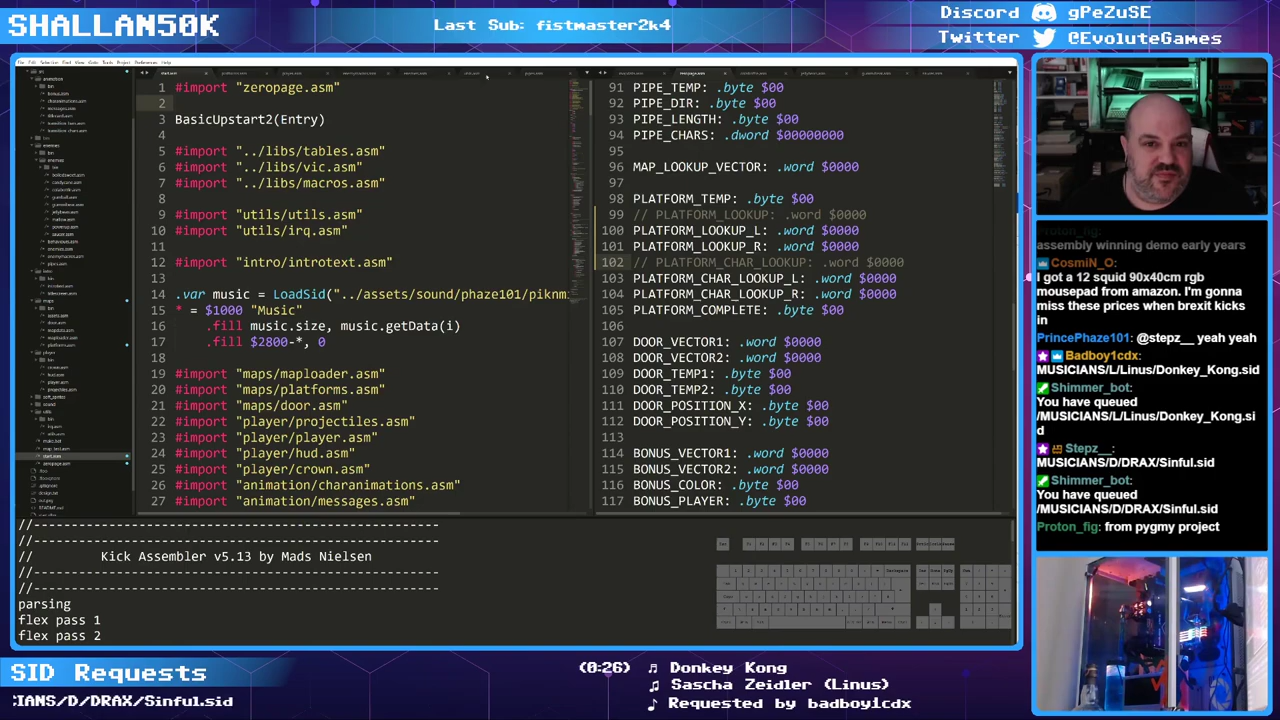 SHALLAN50K
Last Sub: fistmaster2k4
Discord gPeZuSE
Twitter @EvoluteGames
1 #import "zeropage.asm"
2
3 BasicUpstart2(Entry)
4
5 #import "../libs/tables.asm"
6 #import "../libs/vic.asm"
7 #import "../libs/macros.asm"
8
9 #import "utils/utils.asm"
10 #import "utils/irq.asm"
11
12 #import "intro/introtext.asm"
13
14 .var music = LoadSid("../assets/sound/phaze101/piknm
15 * = $1000 "Music"
16 .fill music.size, music.getData(i)
17 .fill $2800-*, 0
18
19 #import "maps/maploader.asm"
20 #import "maps/platforms.asm"
21 #import "maps/door.asm"
22 #import "player/projectiles.asm"
23 #import "player/player.asm"
24 #import "player/hud.asm"
25 #import "player/crown.asm"
26 #import "animation/charanimations.asm"
27 #import "animation/messages.asm"
91 PIPE_TEMP: .byte $00
92 PIPE_DIR: .byte $00
93 PIPE_LENGTH: .byte $00
94 PIPE_CHARS: .dword $00000000
95
96 MAP_LOOKUP_VECTOR: .word $0000
97
98 PLATFORM_TEMP: .byte $00
99 // PLATFORM_LOOKUP: .word $0000
100 PLATFORM_LOOKUP_L: .word $0000
101 PLATFORM_LOOKUP_R: .word $0000
102 // PLATFORM_CHAR_LOOKUP: .word $0000
103 PLATFORM_CHAR_LOOKUP_L: .word $0000
104 PLATFORM_CHAR_LOOKUP_R: .word $0000
105 PLATFORM_COMPLETE: .byte $00
106
107 DOOR_VECTOR1: .word $0000
108 DOOR_VECTOR2: .word $0000
109 DOOR_TEMP1: .byte $00
110 DOOR_TEMP2: .byte $00
111 DOOR_POSITION_X: .byte $00
112 DOOR_POSITION_Y: .byte $00
113
114 BONUS_VECTOR1: .word $0000
115 BONUS_VECTOR2: .word $0000
116 BONUS_COLOR: .word $0000
117 BONUS_PLAYER: .byte $00
//------------------------------------------------------
//------------------------------------------------------
// Kick Assembler v5.13 by Mads Nielsen
//------------------------------------------------------
//------------------------------------------------------
parsing
flex pass 1
flex pass 2
Proton_fig:
assembly winning demo early years
CosmiN_O:
i got a 12 squid 90x40cm rgb
mousepad from amazon. I'm gonna
miss these prices when brexit kicks
in
PrincePhaze101: @stepz__ yeah yeah
Badboy1cdx:
MUSICIANS/L/Linus/Donkey_Kong.sid
Shimmer_bot:
You have queued
/MUSICIANS/L/Linus/Donkey_Kong.si
d
Stepz__:
MUSICIANS/D/DRAX/Sinful.sid
Shimmer_bot:
You have queued
/MUSICIANS/D/DRAX/Sinful.sid
Proton_fig: from pygmy project
SID Requests
IANS/D/DRAX/Sinful.sid
(0:26) Donkey Kong
Sascha Zeidler (Linus)
Requested by badboy1cdx